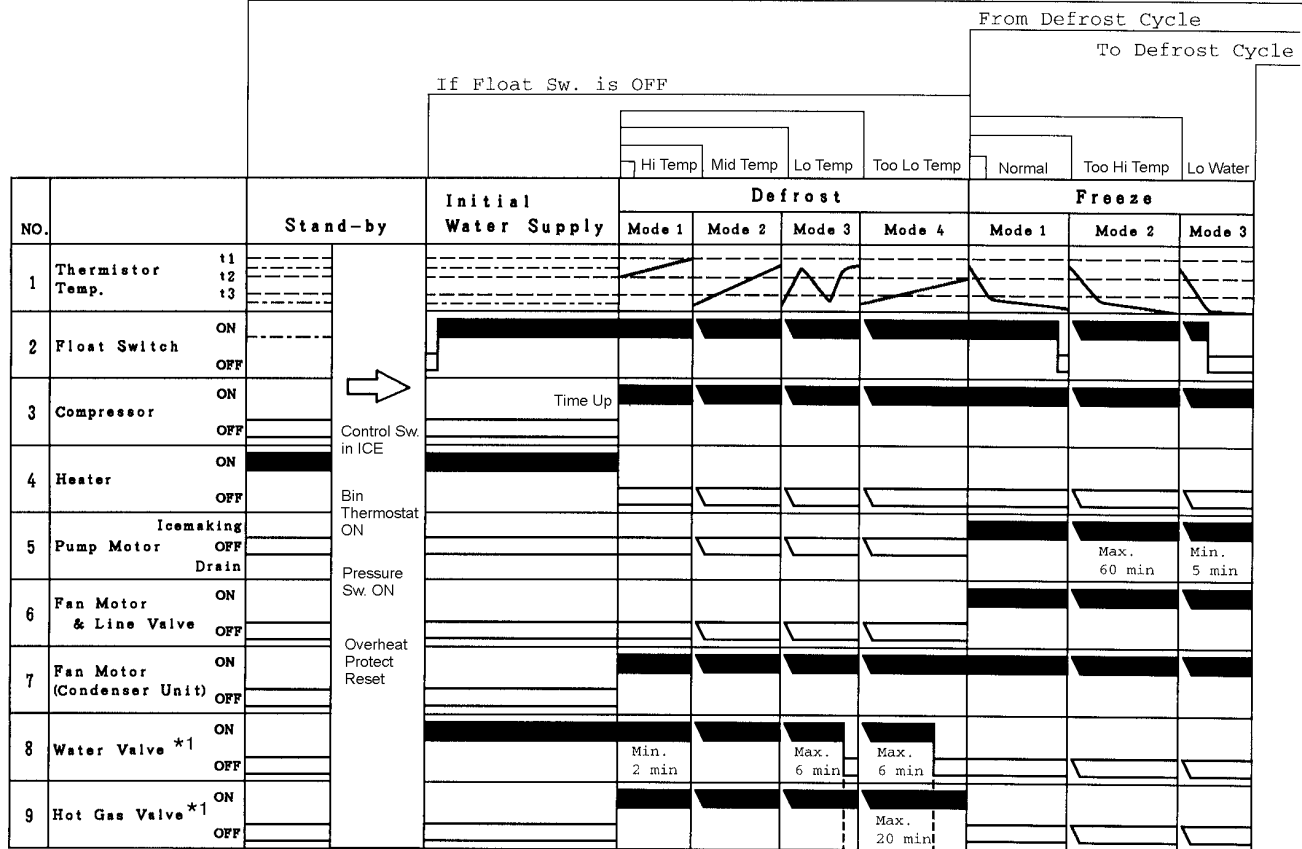 From Defrost Cycle
To Defrost Cycle
If Float Sw. is OFF
Hi Temp Mid Temp Lo Temp Too Lo Temp Normal Too Hi Temp Lo Water
NO. Stand-by Initial Water Supply Defrost Freeze
Mode 1 Mode 2 Mode 3 Mode 4 Mode 1 Mode 2 Mode 3
1 Thermistor Temp. t1 t2 t3
2 Float Switch ON OFF
3 Compressor ON OFF
Time Up
4 Heater ON OFF
5 Pump Motor Icemaking OFF Drain
Max. 60 min
Min. 5 min
6 Fan Motor & Line Valve ON OFF
7 Fan Motor (Condenser Unit) ON OFF
8 Water Valve *1 ON OFF
Min. 2 min
Max. 6 min
Max. 6 min
9 Hot Gas Valve *1 ON OFF
Max. 20 min
Control Sw. in ICE
Bin Thermostat ON
Pressure Sw. ON
Overheat Protect Reset